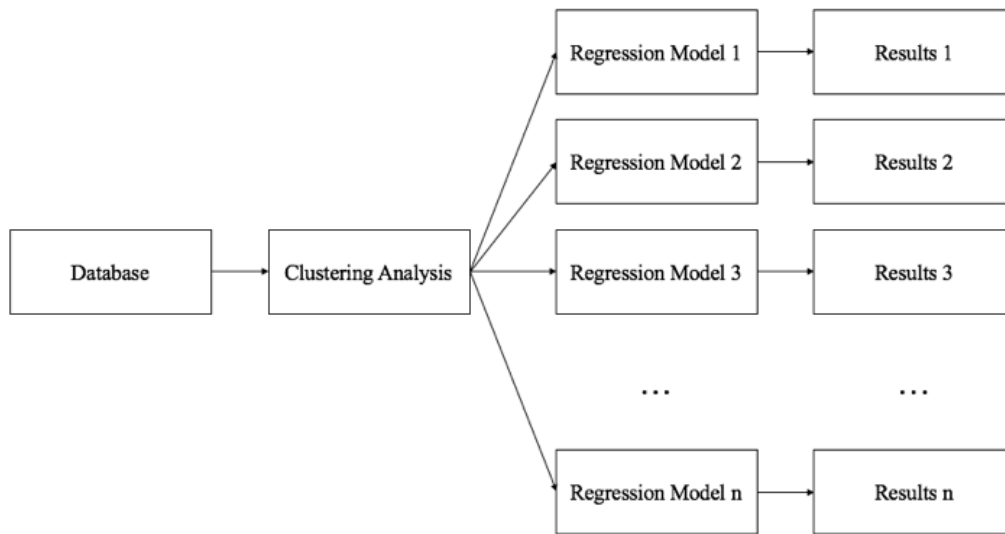 Regression Model 1
Results 1
Regression Model 2
Results 2
Database
Clustering Analysis
Regression Model 3
Results 3
...
...
Regression Model n
Results n